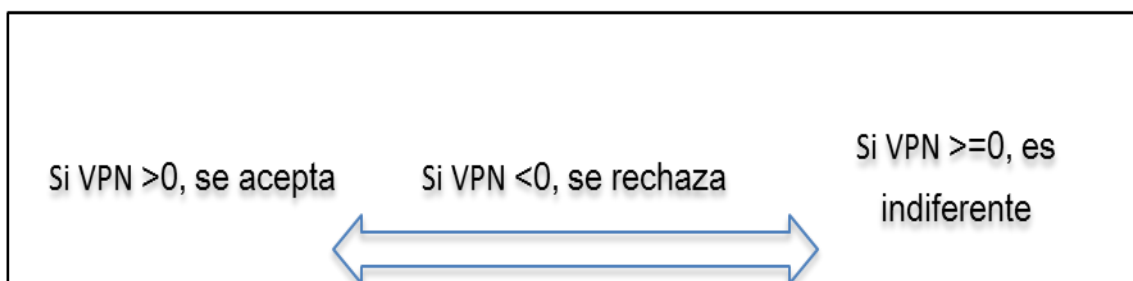 Si VPN >0, se acepta
Si VPN <0, se rechaza
Si VPN >=0, es
indiferente